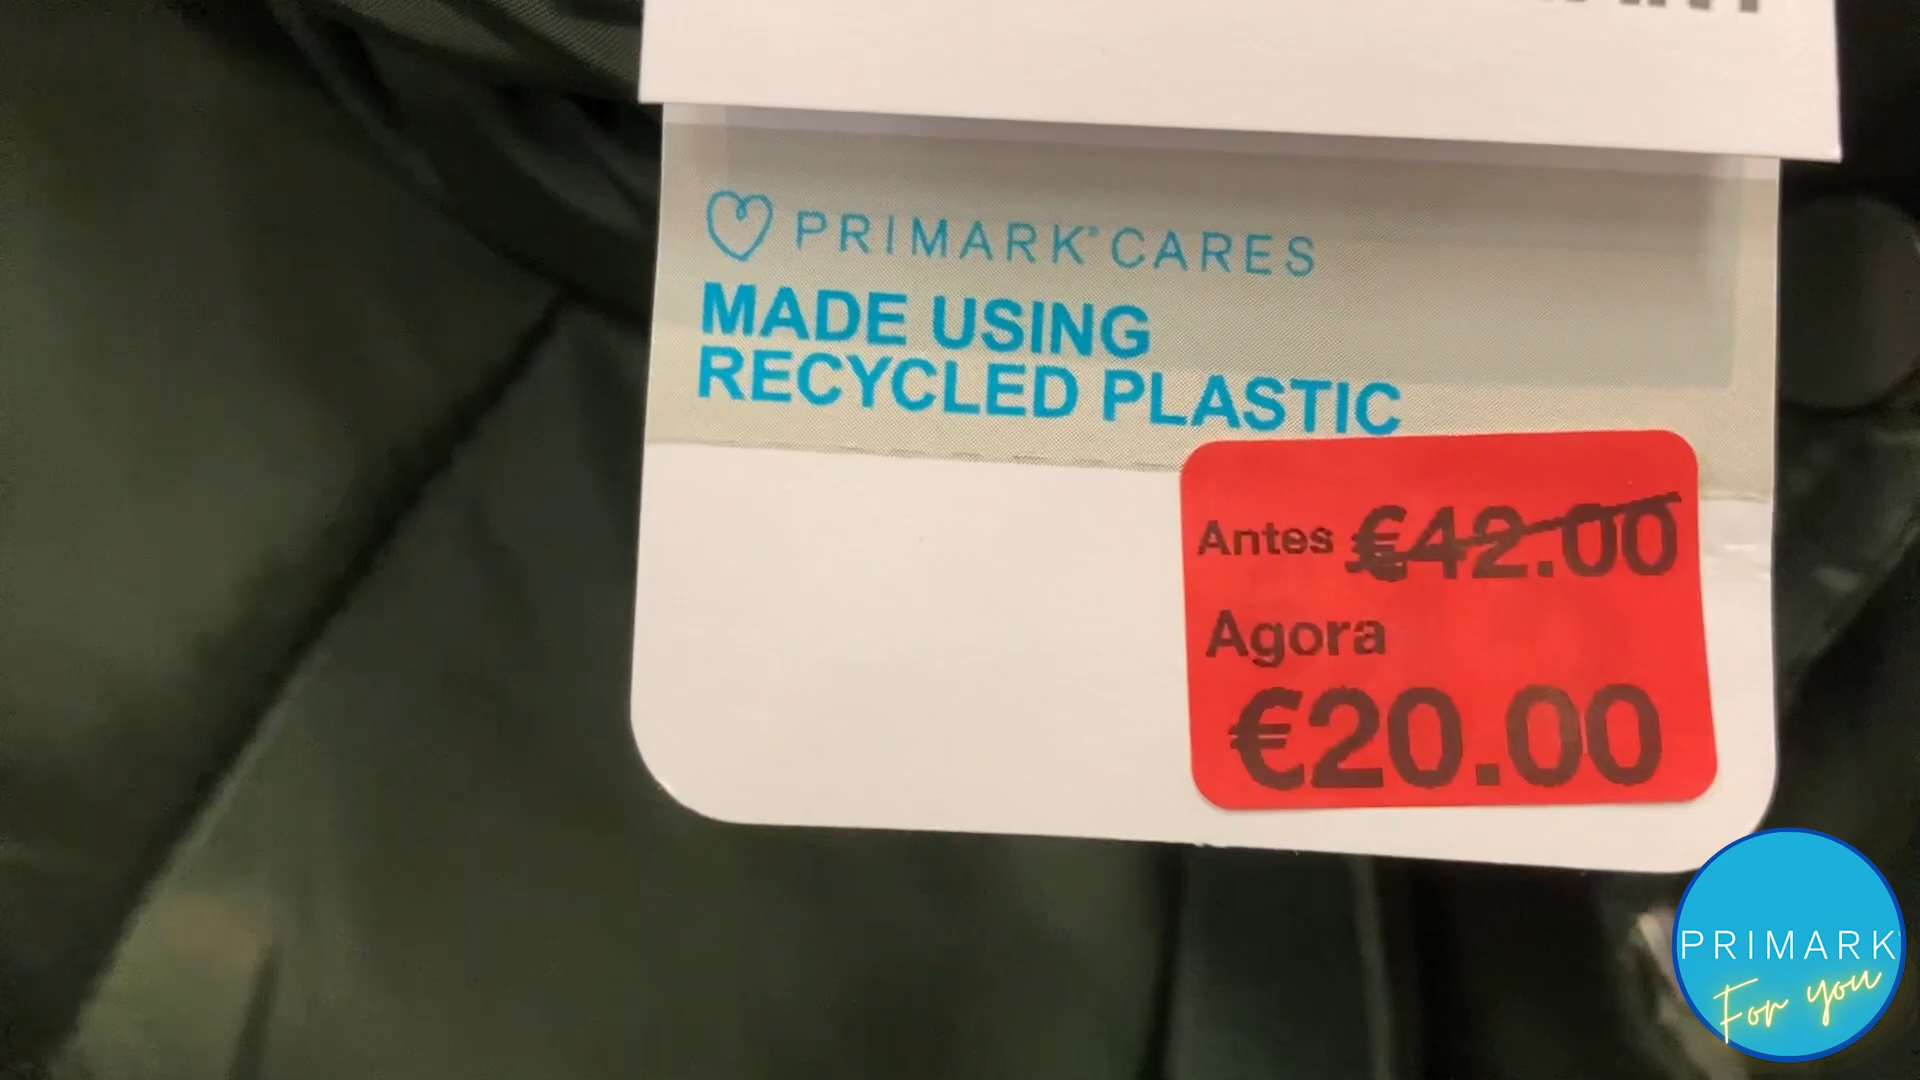 PRIMARK® CARES
MADE USING
RECYCLED PLASTIC
Antes €42.00
Agora
€20.00
PRIMARK
For you